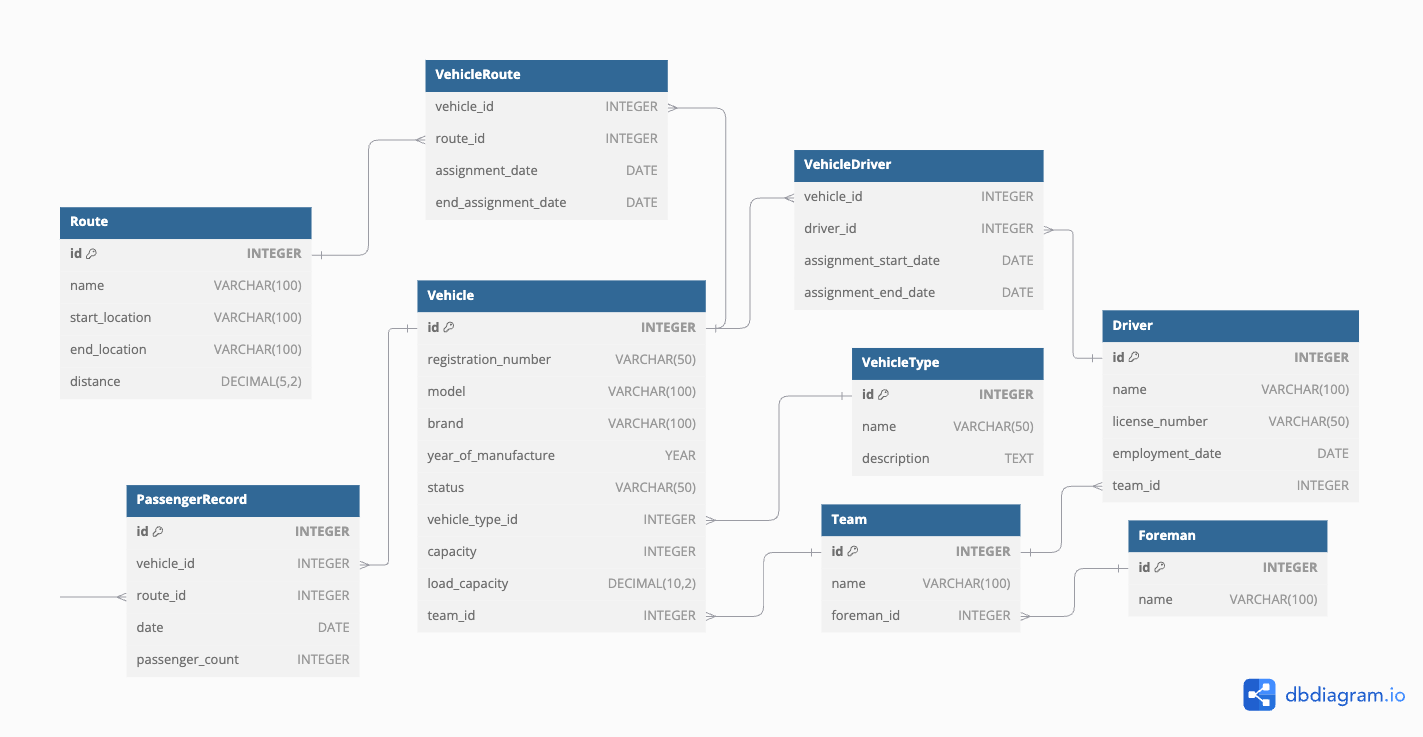 VehicleRoute
vehicle_id INTEGER
route_id INTEGER
assignment_date DATE
end_assignment_date DATE
VehicleDriver
vehicle_id INTEGER
driver_id INTEGER
assignment_start_date DATE
assignment_end_date DATE
Route
id INTEGER
name VARCHAR(100)
start_location VARCHAR(100)
end_location VARCHAR(100)
distance DECIMAL(5,2)
Vehicle
id INTEGER
registration_number VARCHAR(50)
model VARCHAR(100)
brand VARCHAR(100)
year_of_manufacture YEAR
status VARCHAR(50)
vehicle_type_id INTEGER
capacity INTEGER
load_capacity DECIMAL(10,2)
team_id INTEGER
Driver
id INTEGER
name VARCHAR(100)
license_number VARCHAR(50)
employment_date DATE
team_id INTEGER
VehicleType
id INTEGER
name VARCHAR(50)
description TEXT
PassengerRecord
id INTEGER
vehicle_id INTEGER
route_id INTEGER
date DATE
passenger_count INTEGER
Team
id INTEGER
name VARCHAR(100)
foreman_id INTEGER
Foreman
id INTEGER
name VARCHAR(100)
dbdiagram.io